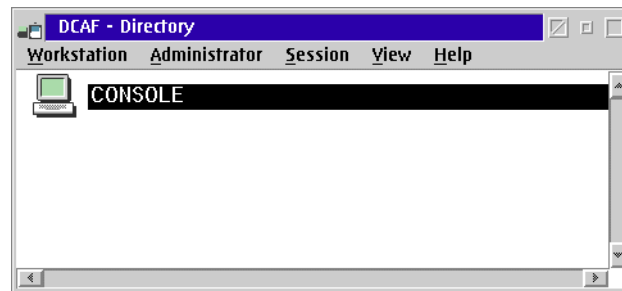 DCAF - Directory
Workstation Administrator Session View Help
CONSOLE